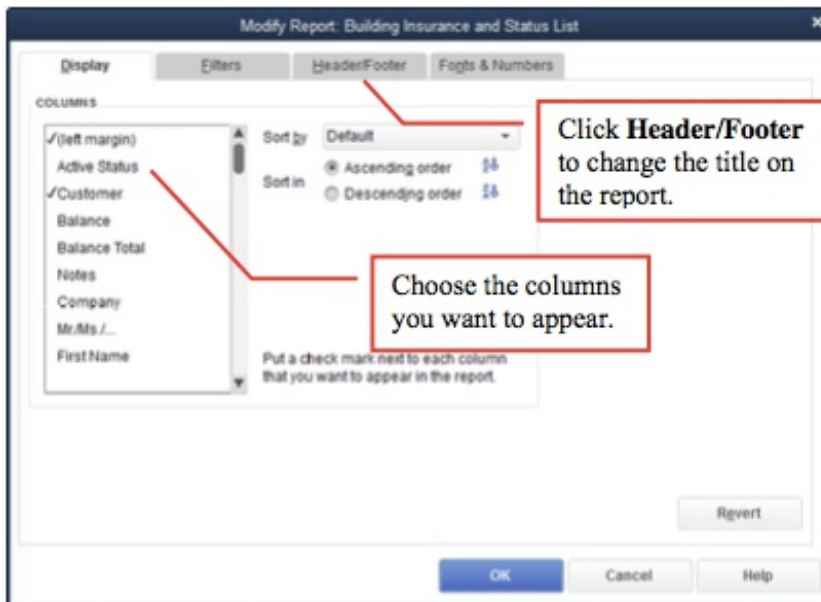 Modify Report: Building Insurance and Status List
Display Filters Header/Footer Fonts & Numbers
COLUMNS
✓(left margin)
Active Status
✓Customer
Balance
Balance Total
Notes
Company
Mr./Ms./...
First Name
Sort by Default
Sort in Ascending order
Descending order
Put a check mark next to each column
that you want to appear in the report.
Click Header/Footer
to change the title on
the report.
Choose the columns
you want to appear.
Revert
OK Cancel Help